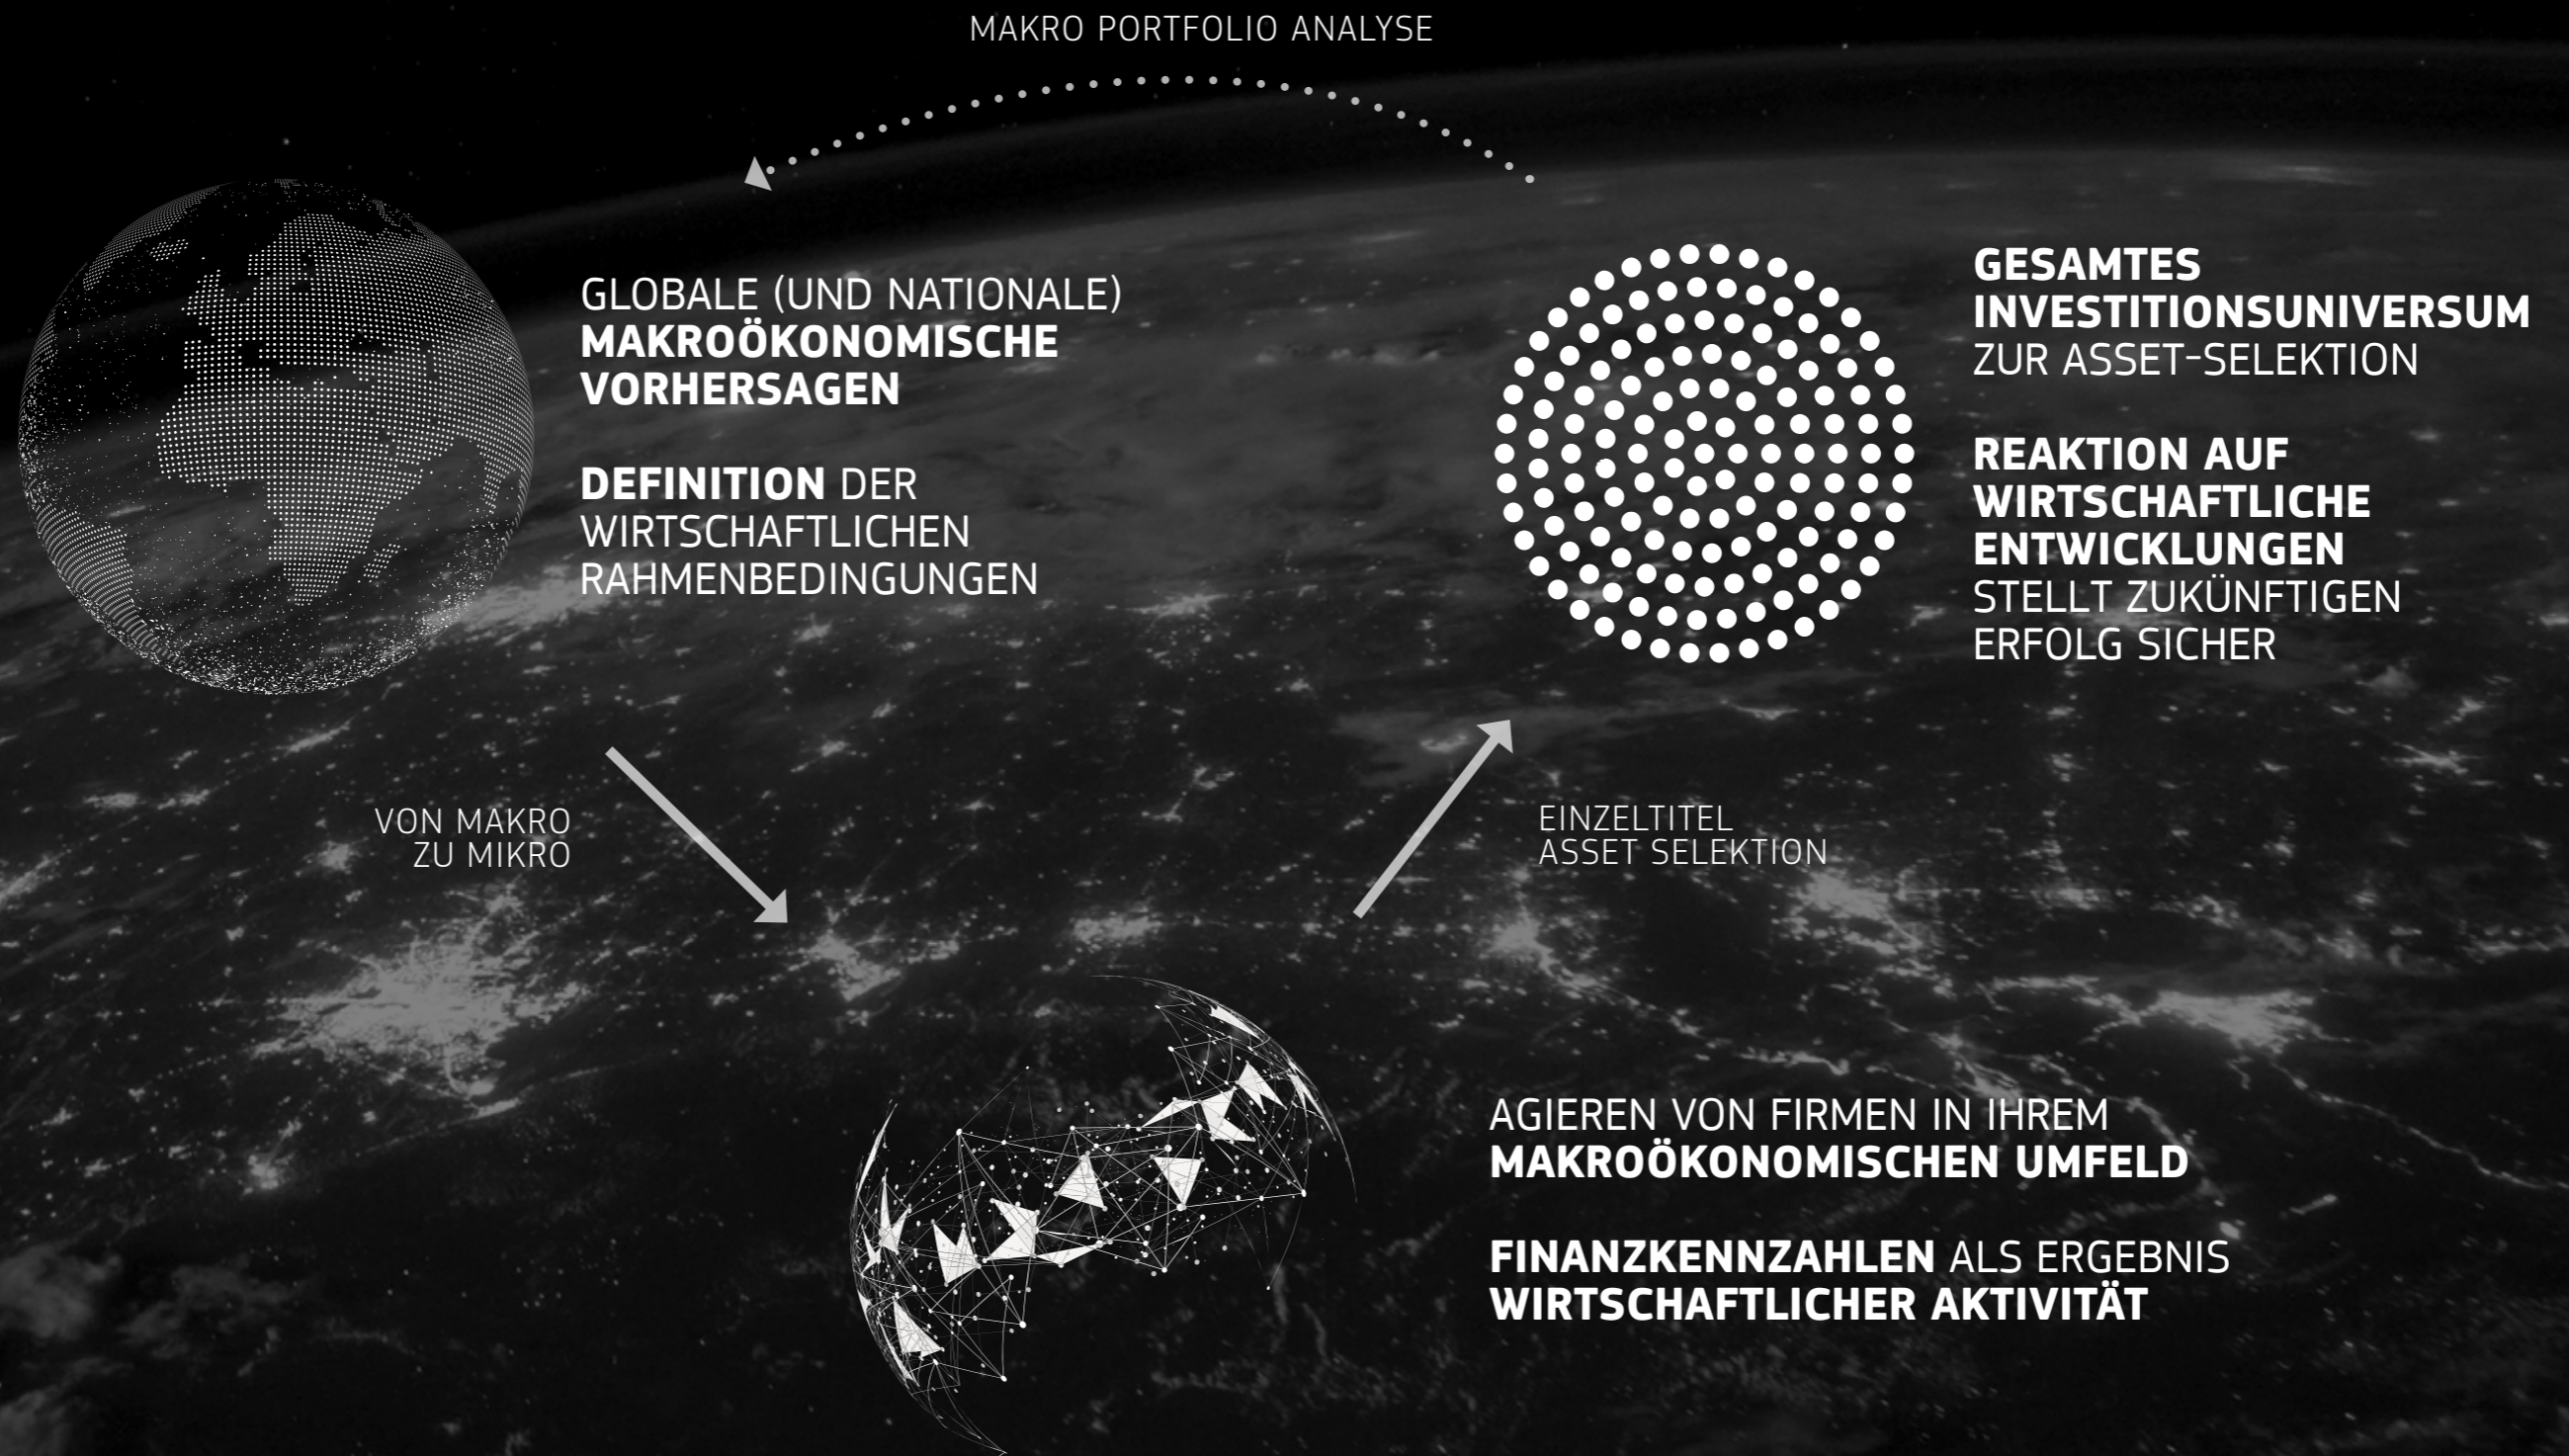 MAKRO PORTFOLIO ANALYSE
GLOBALE (UND NATIONALE)
MAKROÖKONOMISCHE
VORHERSAGEN
DEFINITION DER
WIRTSCHAFTLICHEN
RAHMENBEDINGUNGEN
GESAMTES
INVESTITIONSUNIVERSUM
ZUR ASSET-SELEKTION
REAKTION AUF
WIRTSCHAFTLICHE
ENTWICKLUNGEN
STELLT ZUKÜNFTIGEN
ERFOLG SICHER
VON MAKRO
ZU MIKRO
EINZELTITEL
ASSET SELEKTION
AGIEREN VON FIRMEN IN IHREM
MAKROÖKONOMISCHEN UMFELD
FINANZKENNZAHLEN ALS ERGEBNIS
WIRTSCHAFTLICHER AKTIVITÄT